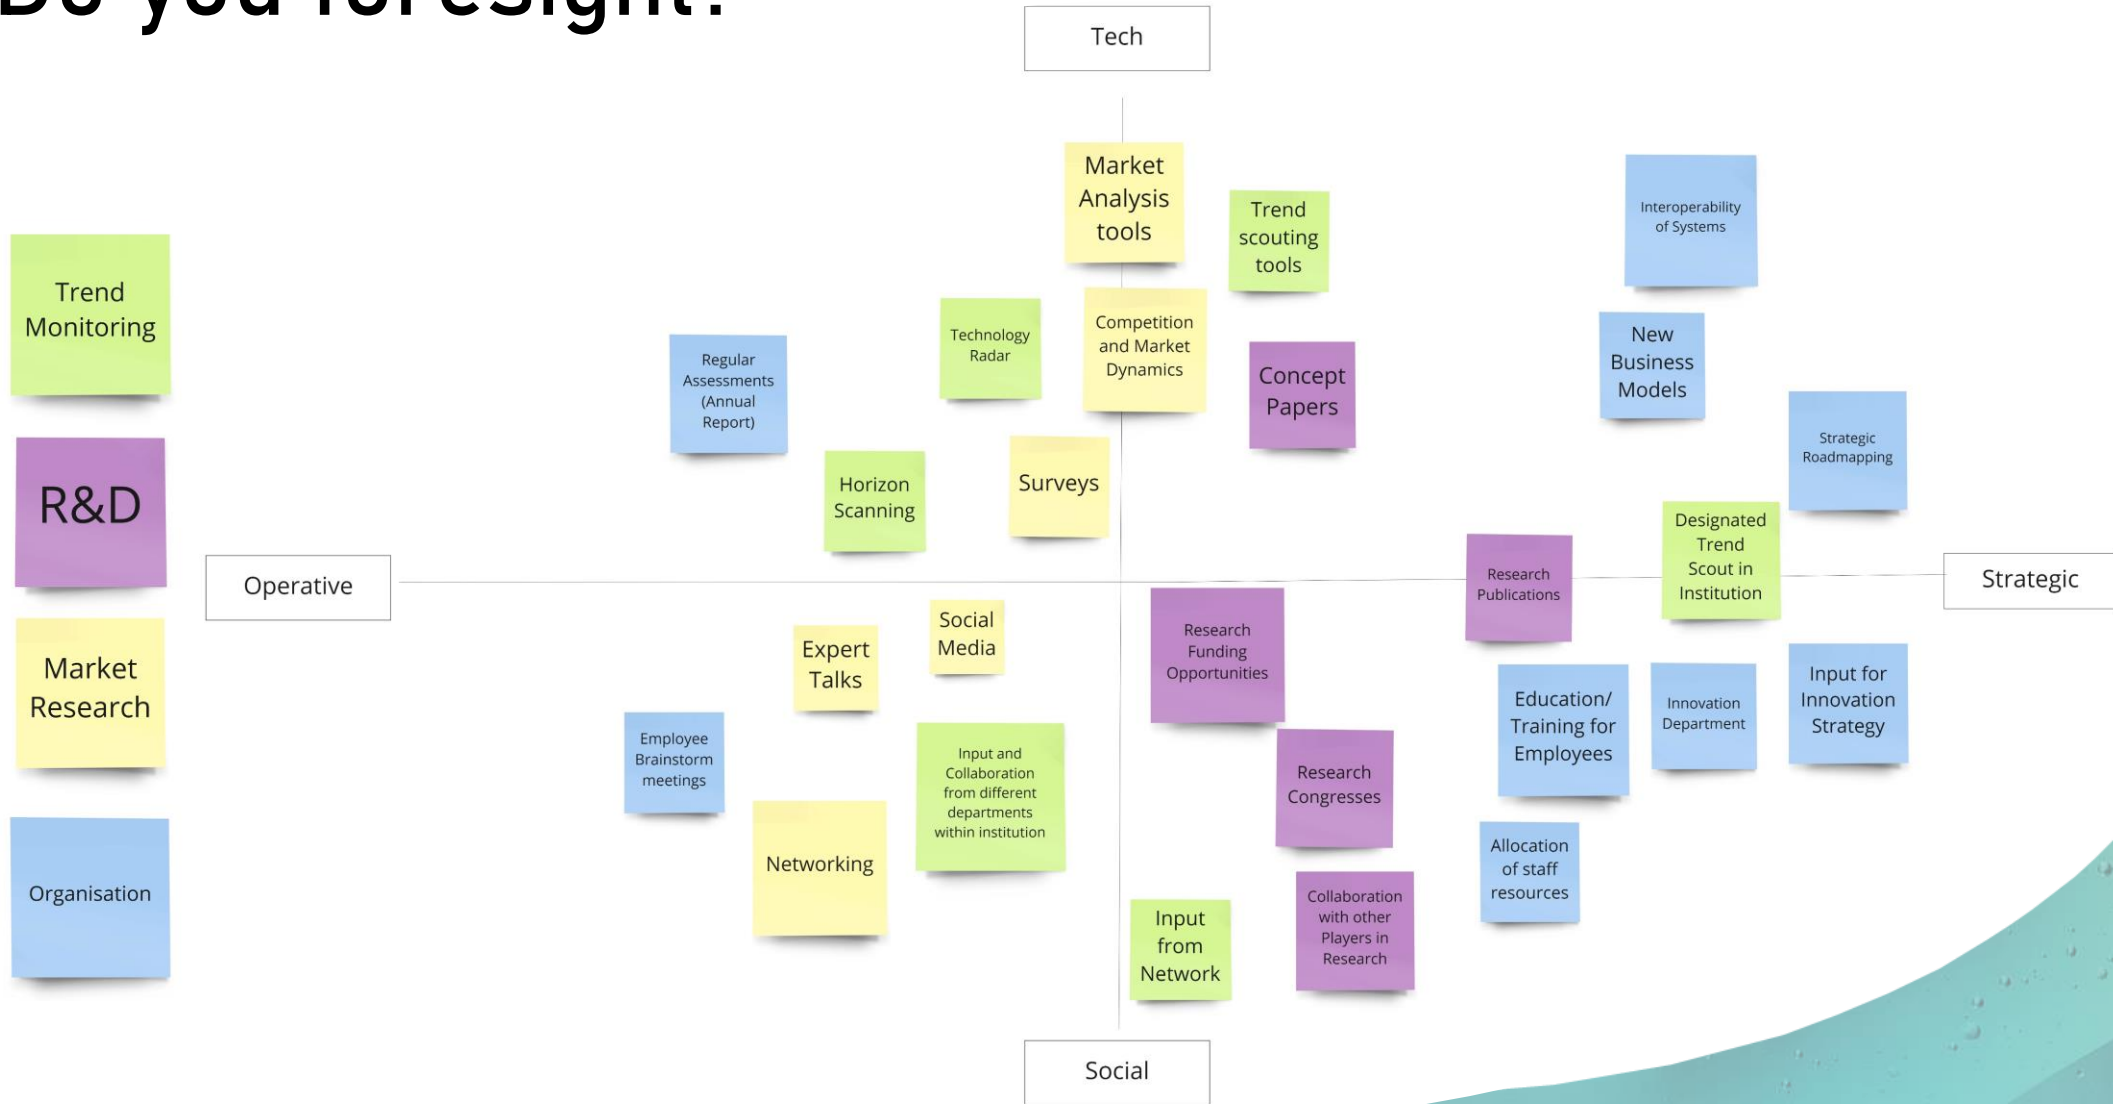 Do you foresight?
Tech
Market
Analysis
tools
Trend
scouting
tools
Interoperability
of Systems
Trend
Monitoring
Technology
Radar
Competition
and Market
Dynamics
New
Business
Models
Regular
Assessments
(Annual
Report)
Concept
Papers
Strategic
Roadmapping
R&D
Horizon
Scanning
Surveys
Designated
Trend
Scout in
Institution
Research
Publications
Operative
Strategic
Market
Research
Expert
Talks
Social
Media
Research
Funding
Opportunities
Education/
Training for
Employees
Innovation
Department
Input for
Innovation
Strategy
Employee
Brainstorm
meetings
Input and
Collaboration
from different
departments
within institution
Research
Congresses
Organisation
Networking
Allocation
of staff
resources
Input
from
Network
Collaboration
with other
Players in
Research
Social